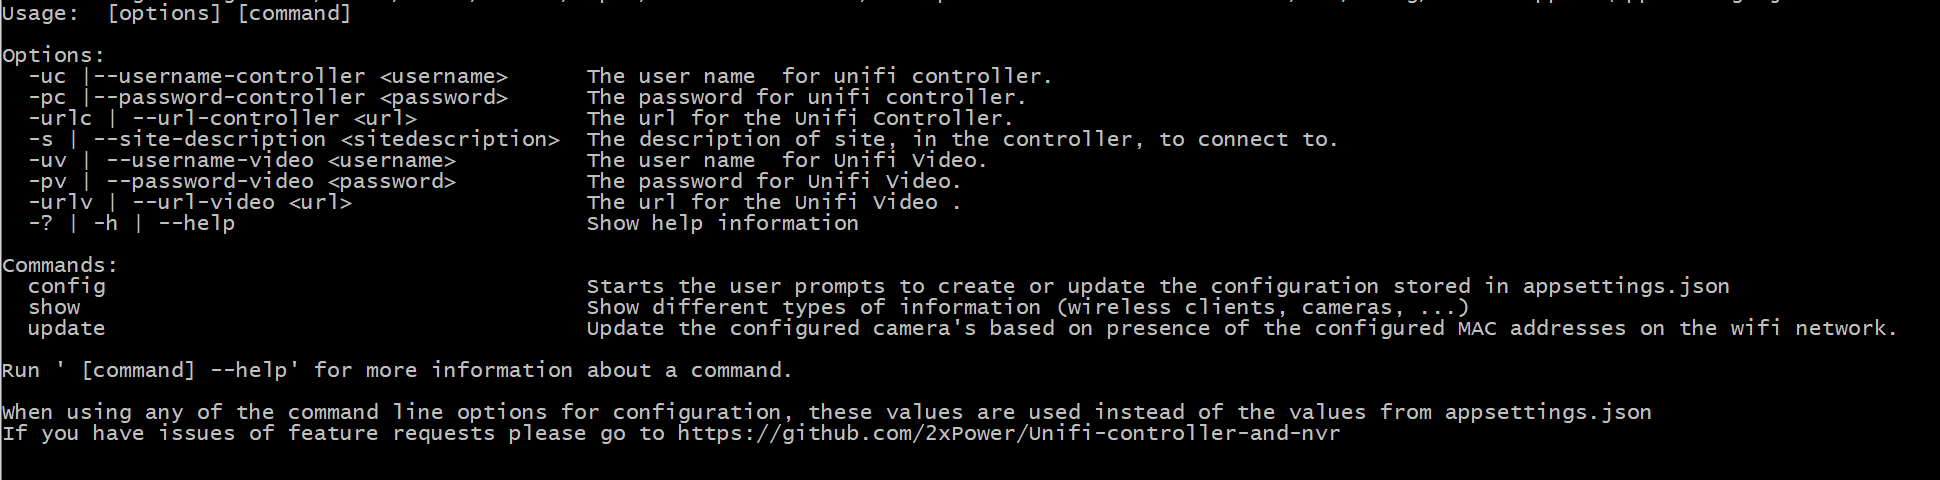 Usage:  [options] [command]
Options:
  -uc |--username-controller <username>      The user name  for unifi controller.
  -pc |--password-controller <password>      The password for unifi controller.
  -urlc | --url-controller <url>             The url for the Unifi Controller.
  -s | --site-description <sitedescription>  The description of site, in the controller, to connect to.
  -uv | --username-video <username>          The user name  for Unifi Video.
  -pv | --password-video <password>          The password for Unifi Video.
  -urlv | --url-video <url>                  The url for the Unifi Video .
  -? | -h | --help                           Show help information
Commands:
  config                                     Starts the user prompts to create or update the configuration stored in appsettings.json
  show                                       Show different types of information (wireless clients, cameras, ...)
  update                                     Update the configured camera's based on presence of the configured MAC addresses on the wifi network.
Run ' [command] --help' for more information about a command.
When using any of the command line options for configuration, these values are used instead of the values from appsettings.json
If you have issues of feature requests please go to https://github.com/2xPower/Unifi-controller-and-nvr